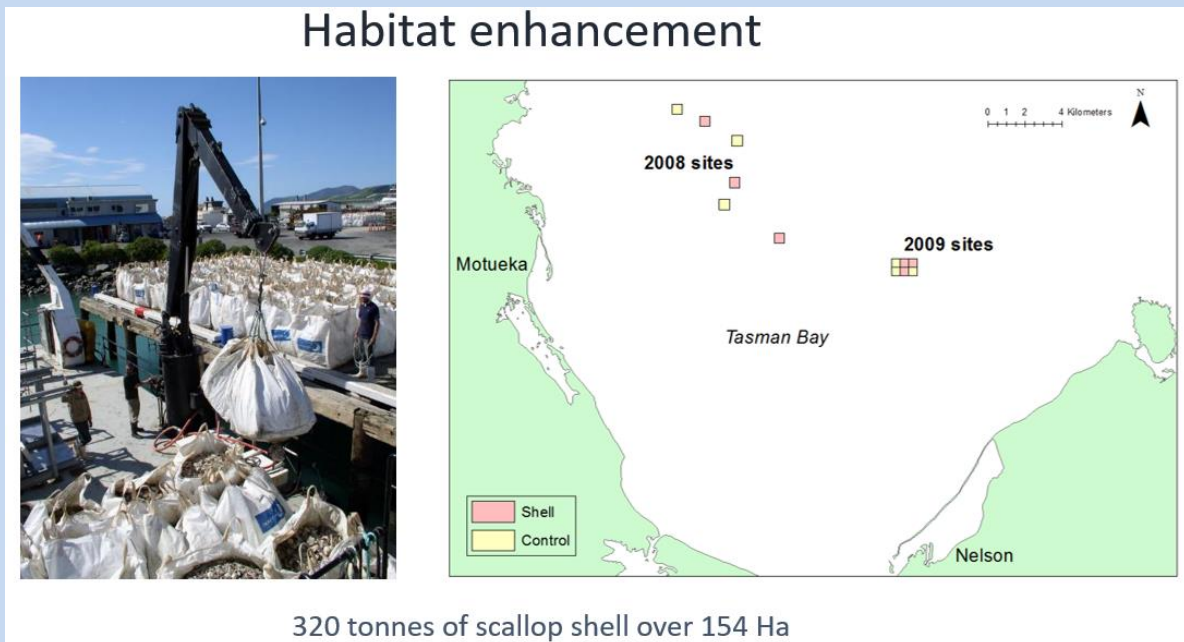 Habitat enhancement
N
0 1 2 4 Kilometers
2008 sites
2009 sites
Motueka
Tasman Bay
Shell
Control
Nelson
320 tonnes of scallop shell over 154 Ha